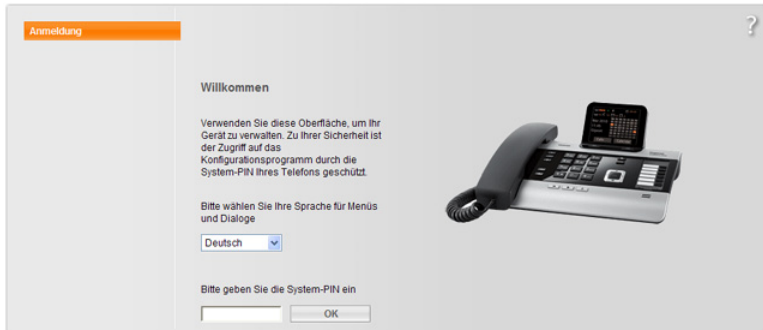 Anmeldung
?
Willkommen
Verwenden Sie diese Oberfläche, um Ihr
Gerät zu verwalten. Zu Ihrer Sicherheit ist
der Zugriff auf das
Konfigurationsprogramm durch die
System-PIN Ihres Telefons geschützt.
Bitte wählen Sie Ihre Sprache für Menüs
und Dialoge
Deutsch
Bitte geben Sie die System-PIN ein
OK